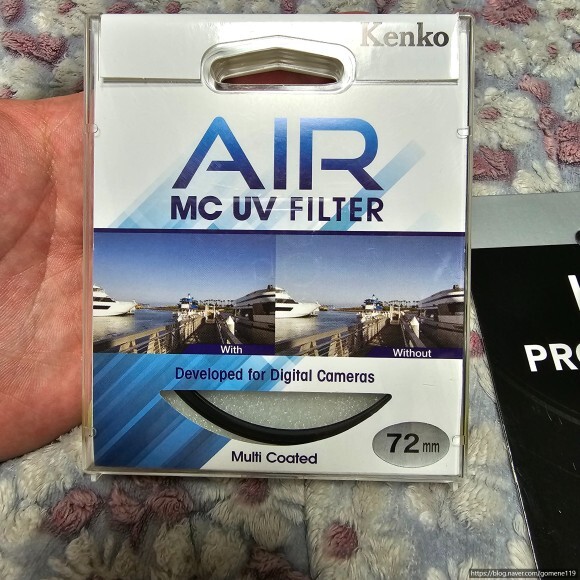 Kenko
AIR
MC UV FILTER
With
Without
Developed for Digital Cameras
72mm
Multi Coated
PRO
https://blog.naver.com/gomene119